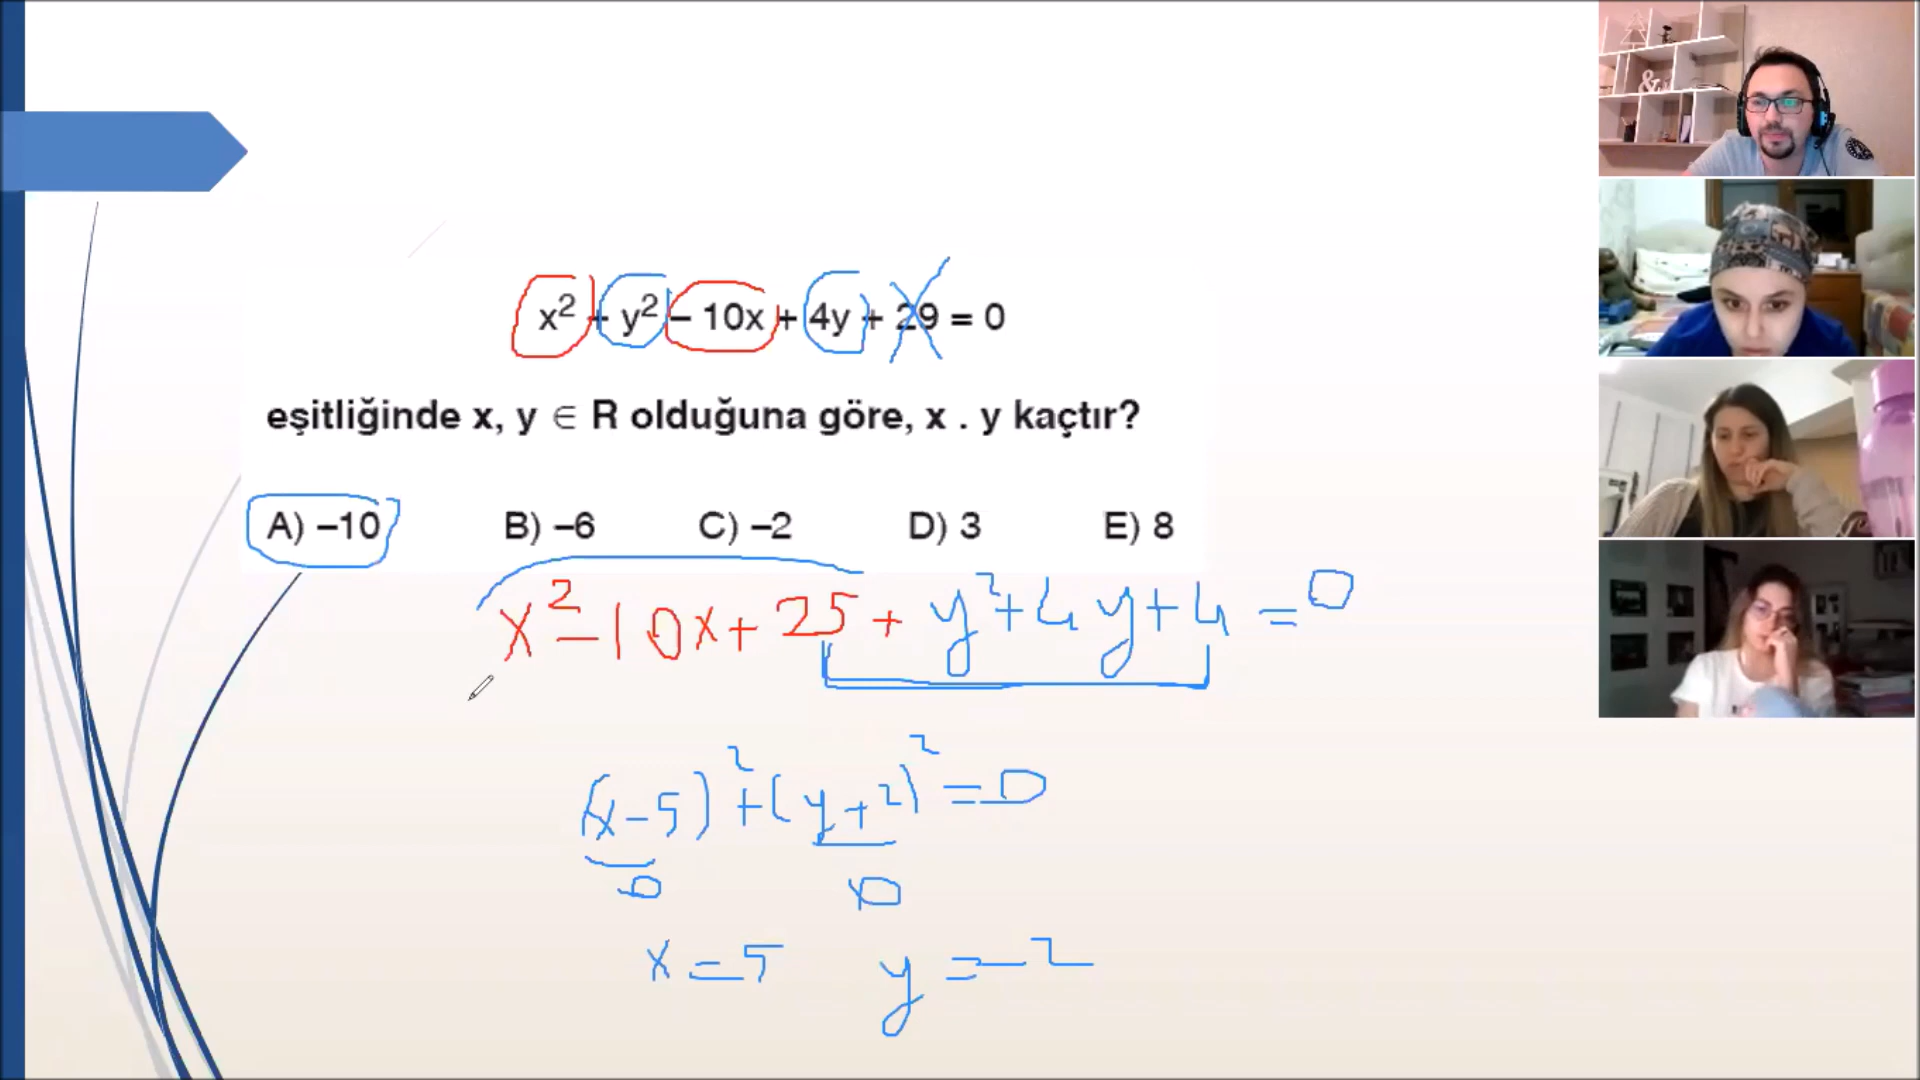 x² + y² – 10x + 4y + 29 = 0
eşitliğinde x, y ∈ R olduğuna göre, x . y kaçtır?
A) –10 B) –6 C) –2 D) 3 E) 8
x² – 10x + 25 + y² + 4y + 4 = 0
(x – 5)² + (y + 2)² = 0
0 0
x = 5 y = –2